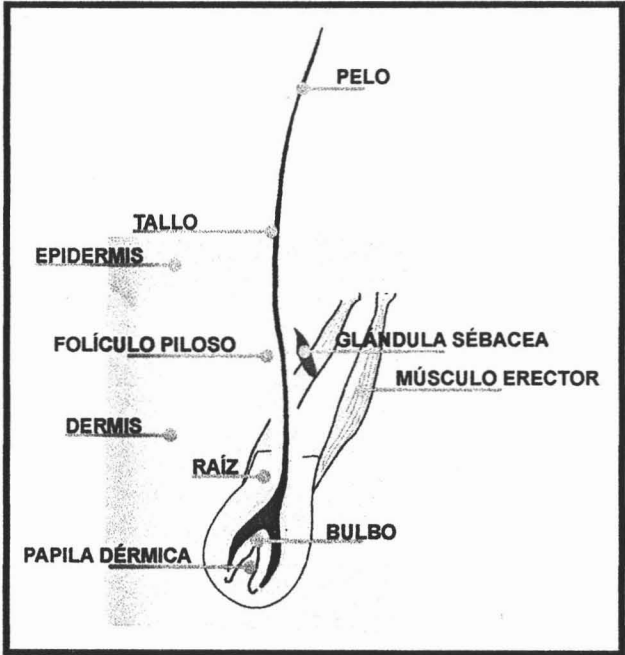 PELO
TALLO
EPIDERMIS
FOLÍCULO PILOSO
GLÁNDULA SÉBACEA
MÚSCULO ERECTOR
DERMIS
RAÍZ
BULBO
PAPILA DÉRMICA